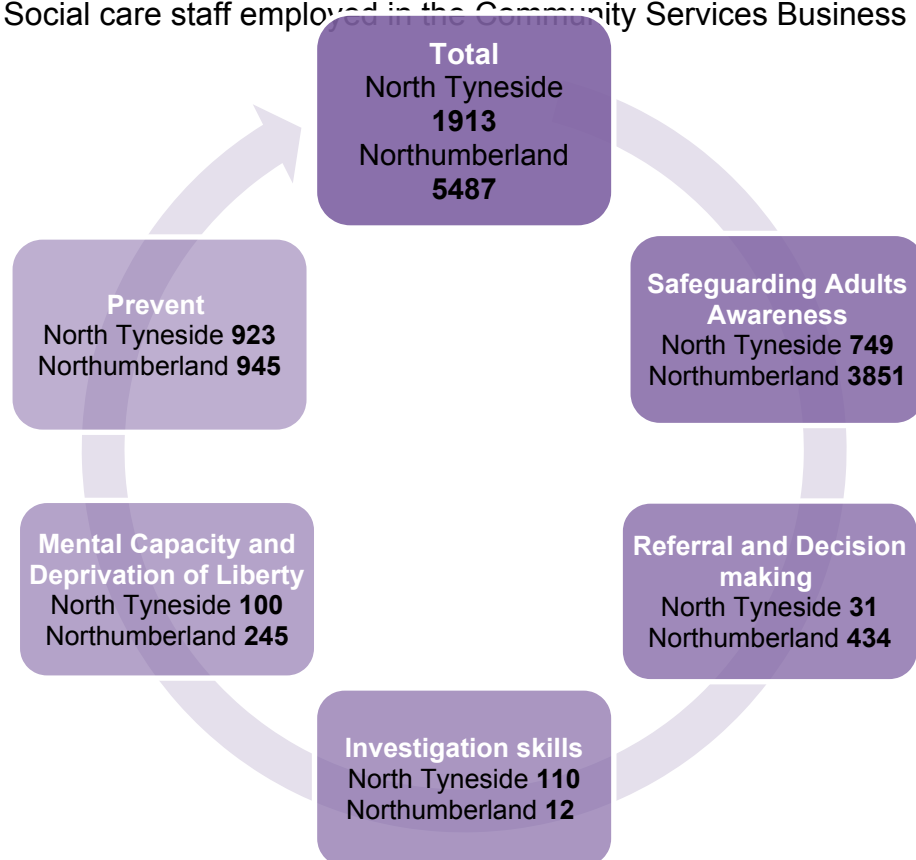 Social care staff employed in the Community Services Business
Total
North Tyneside
1913
Northumberland
5487
Safeguarding Adults
Awareness
North Tyneside 749
Northumberland 3851
Referral and Decision
making
North Tyneside 31
Northumberland 434
Investigation skills
North Tyneside 110
Northumberland 12
Mental Capacity and
Deprivation of Liberty
North Tyneside 100
Northumberland 245
Prevent
North Tyneside 923
Northumberland 945